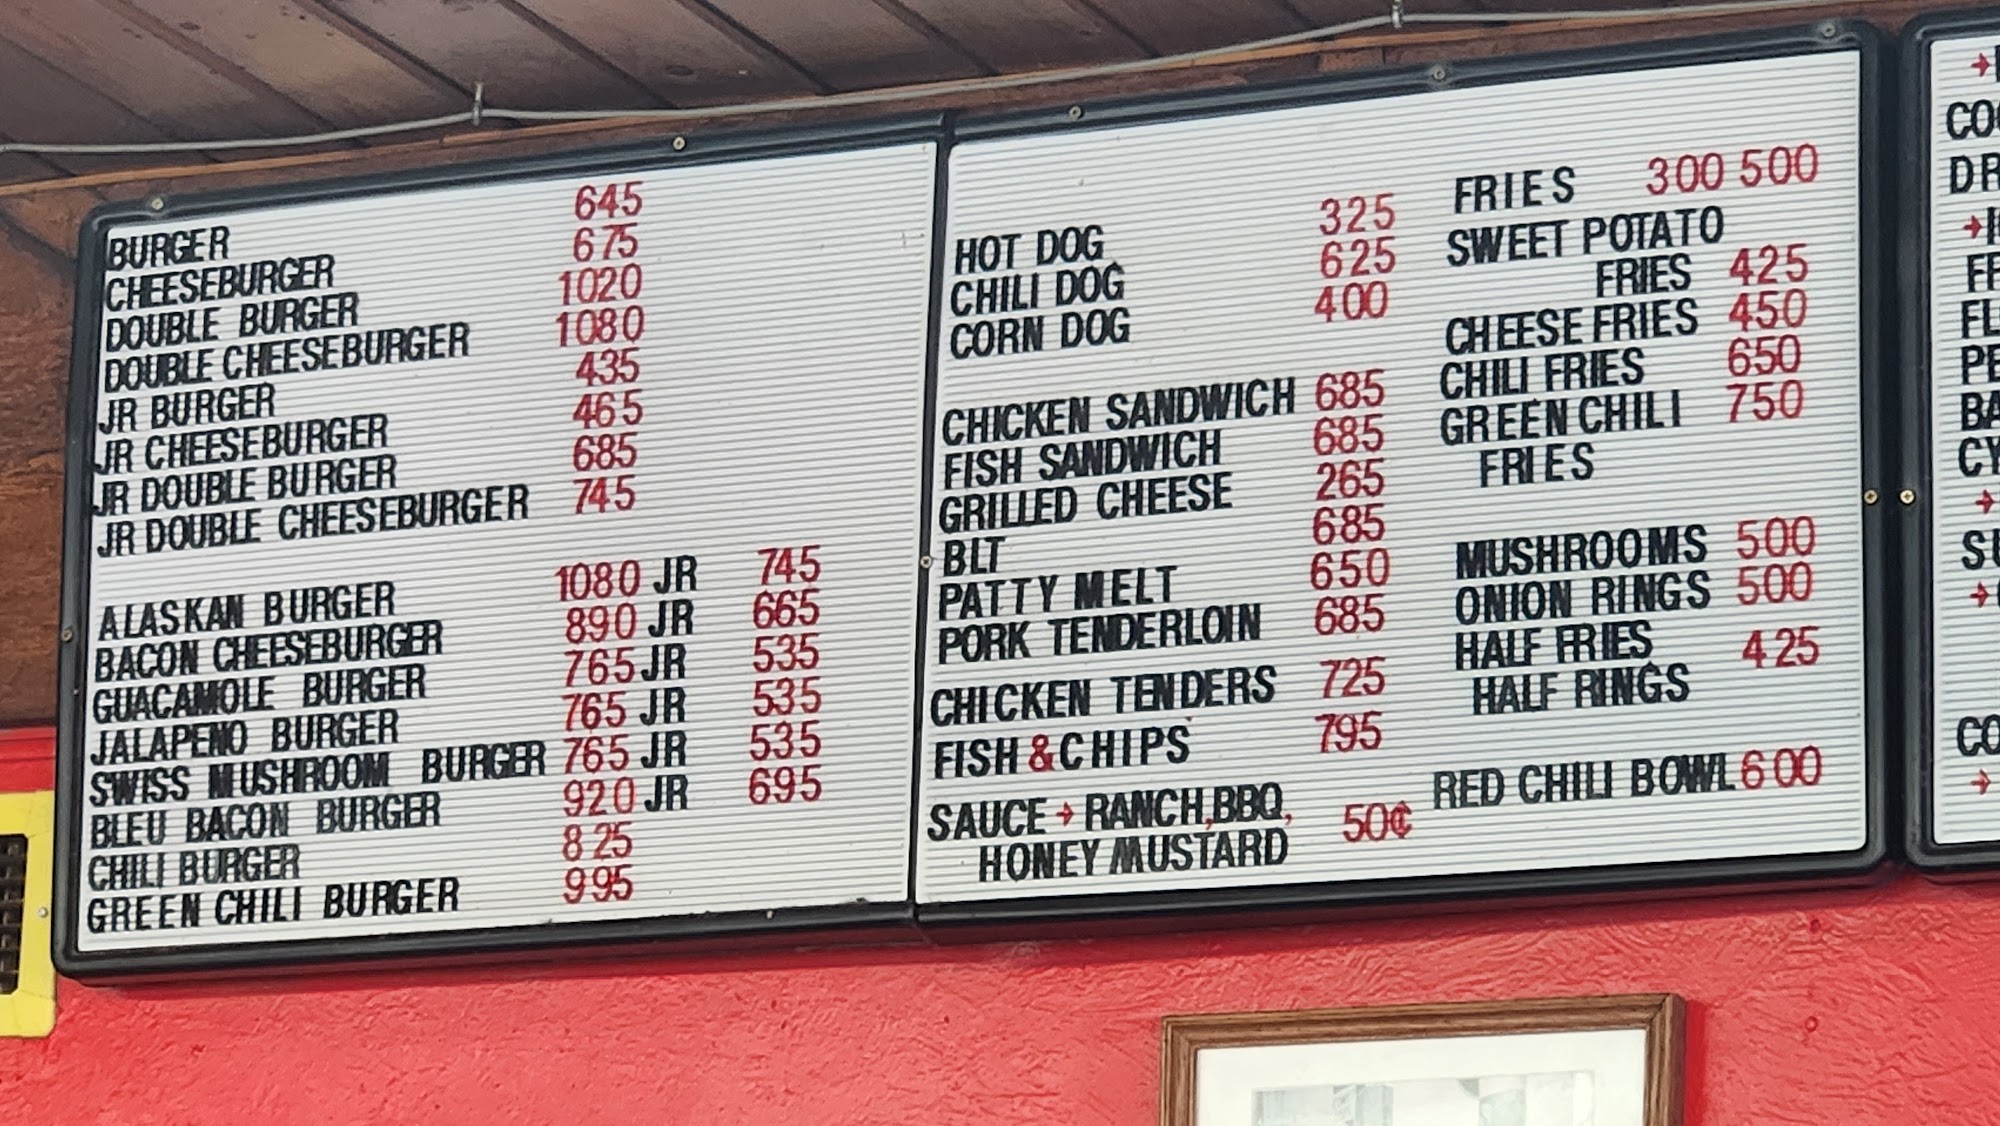 BURGER 645
CHEESEBURGER 675
DOUBLE BURGER 1020
DOUBLE CHEESEBURGER 1080
JR BURGER 435
JR CHEESEBURGER 465
JR DOUBLE BURGER 685
JR DOUBLE CHEESEBURGER 745
ALASKAN BURGER 1080 JR 745
BACON CHEESEBURGER 890 JR 665
GUACAMOLE BURGER 765 JR 535
JALAPENO BURGER 765 JR 535
SWISS MUSHROOM BURGER 765 JR 535
BLEU BACON BURGER 920 JR 695
CHILI BURGER 825
GREEN CHILI BURGER 995
HOT DOG 325
CHILI DOG 625
CORN DOG 400
CHICKEN SANDWICH 685
FISH SANDWICH 685
GRILLED CHEESE 265
BLT 685
PATTY MELT 650
PORK TENDERLOIN 685
CHICKEN TENDERS 725
FISH & CHIPS 795
SAUCE → RANCH, BBQ,
HONEY MUSTARD 50¢
FRIES 300 500
SWEET POTATO
FRIES 425
CHEESE FRIES 450
CHILI FRIES 650
GREEN CHILI 750
FRIES
MUSHROOMS 500
ONION RINGS 500
HALF FRIES
HALF RINGS 425
RED CHILI BOWL 600